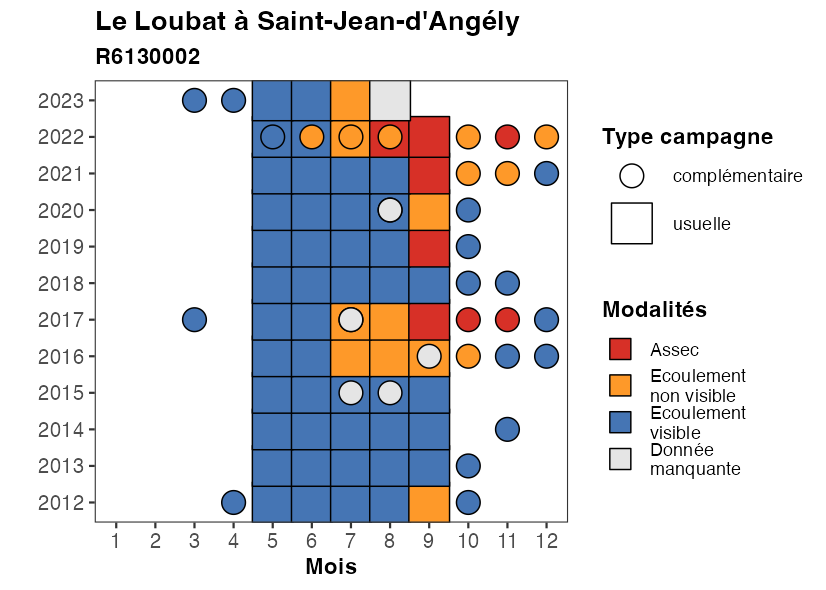 Le Loubat à Saint-Jean-d'Angély
R6130002
2023
2022
2021
2020
2019
2018
2017
2016
2015
2014
2013
2012
1 2 3 4 5 6 7 8 9 10 11 12
Mois
Type campagne
complémentaire
usuelle
Modalités
Assec
Ecoulement
non visible
Ecoulement
visible
Donnée
manquante